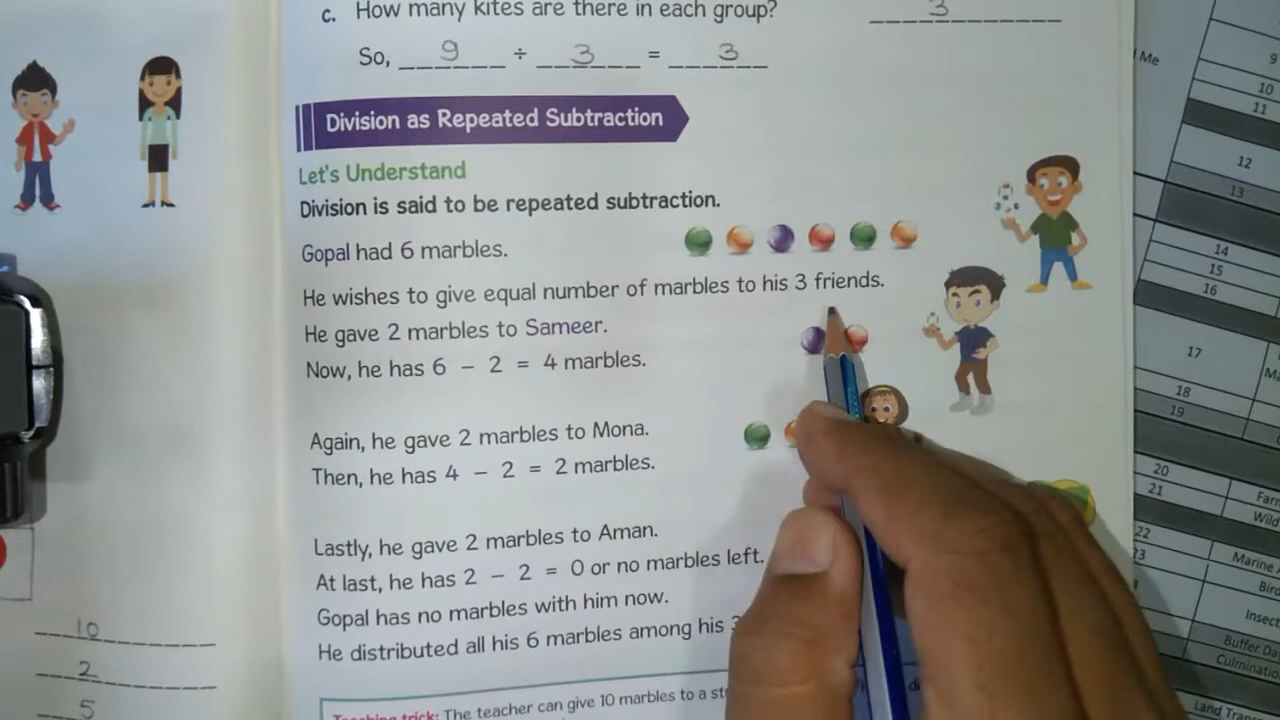 c. How many kites are there in each group? 3
So, 9 ÷ 3 = 3
Division as Repeated Subtraction
Let's Understand
Division is said to be repeated subtraction.
Gopal had 6 marbles.
He wishes to give equal number of marbles to his 3 friends.
He gave 2 marbles to Sameer.
Now, he has 6 − 2 = 4 marbles.
Again, he gave 2 marbles to Mona.
Then, he has 4 − 2 = 2 marbles.
Lastly, he gave 2 marbles to Aman.
At last, he has 2 − 2 = 0 or no marbles left.
Gopal has no marbles with him now.
He distributed all his 6 marbles among his
Teaching trick: The teacher can give 10 marbles to a
10
2
5
Me
9
10
11
12
13
14
15
16
17
18
19
20
21
22
23
Marine
Insect
Buffer Da
Culmination
Land Trans